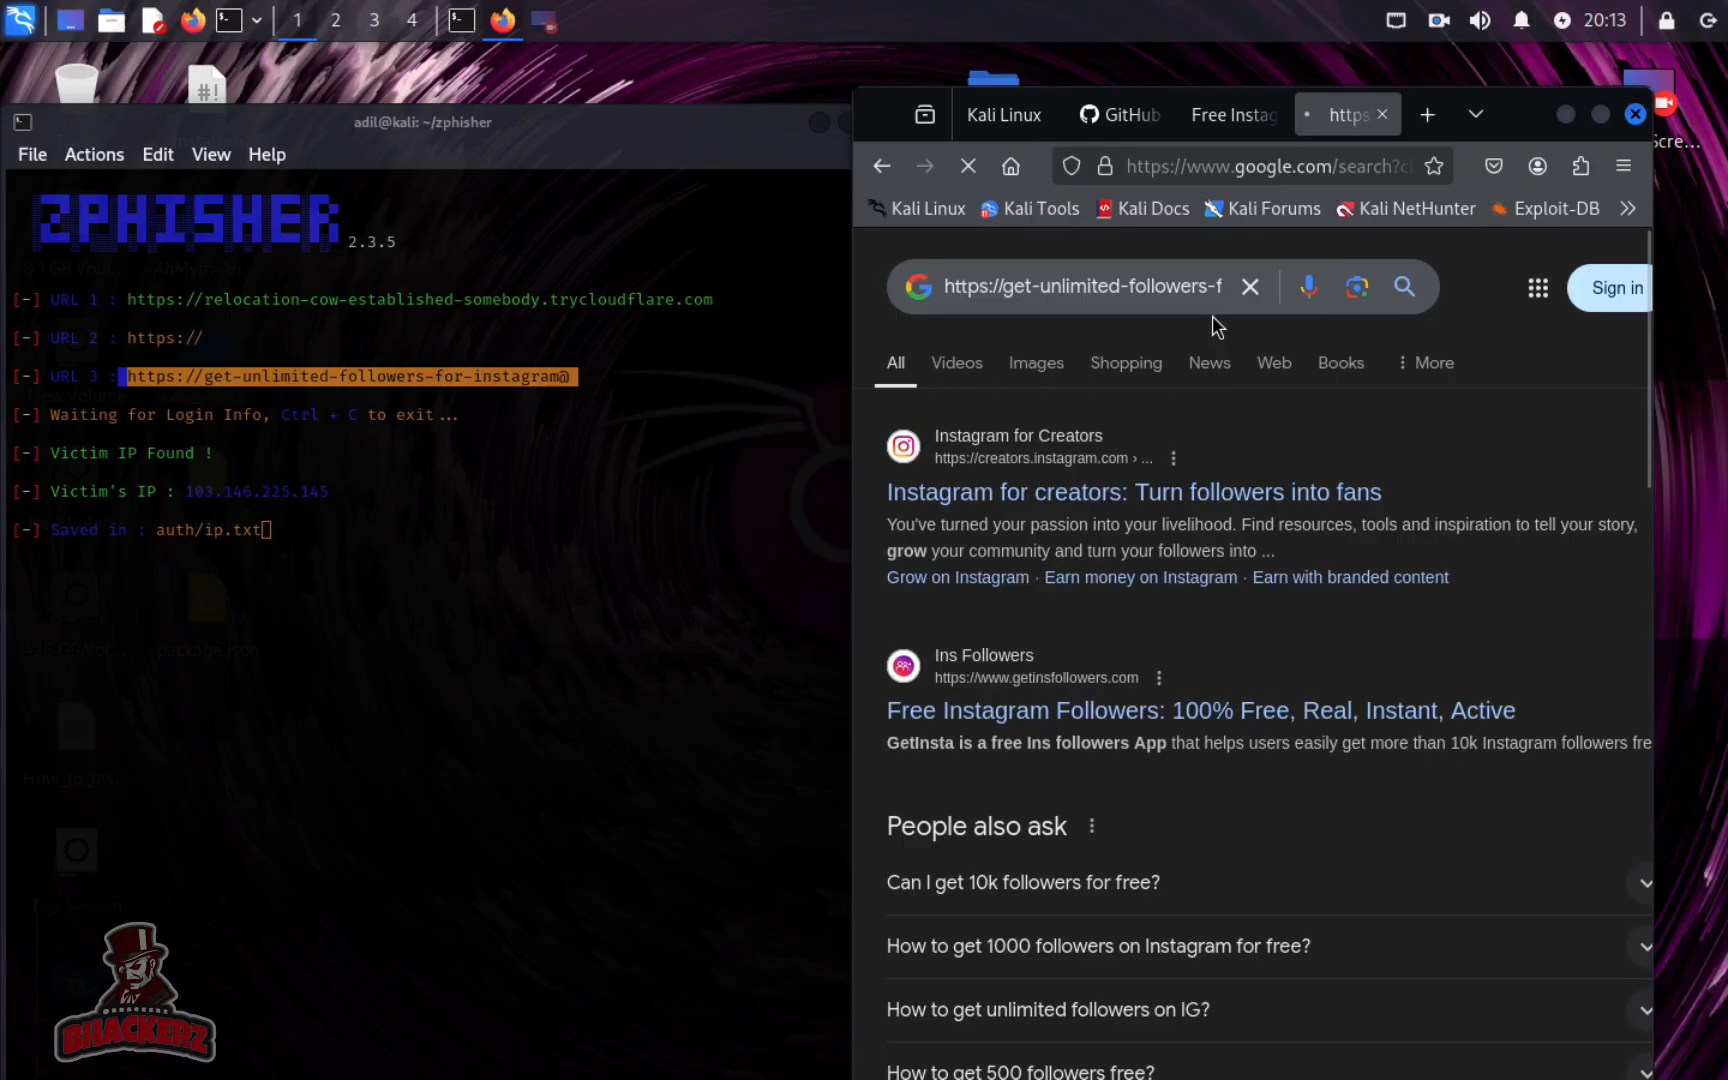 1 2 3 4 20:13
#!
Scre...
adil@kali: ~/zphisher
File Actions Edit View Help
ZPHISHER 2.3.5
[-] URL 1 : https://relocation-cow-established-somebody.trycloudflare.com
[-] URL 2 : https://
[-] URL 3 : https://get-unlimited-followers-for-instagram@
[-] Waiting for Login Info, Ctrl + C to exit...
[-] Victim IP Found !
[-] Victim's IP : 103.146.225.145
[-] Saved in : auth/ip.txt
package.json
BHACKERZ
Kali Linux GitHub Free Instag https
https://www.google.com/search?cl
Kali Linux Kali Tools Kali Docs Kali Forums Kali NetHunter Exploit-DB
https://get-unlimited-followers-f
Sign in
All Videos Images Shopping News Web Books More
Instagram for Creators
https://creators.instagram.com › ...
Instagram for creators: Turn followers into fans
You've turned your passion into your livelihood. Find resources, tools and inspiration to tell your story,
grow your community and turn your followers into ...
Grow on Instagram · Earn money on Instagram · Earn with branded content
Ins Followers
https://www.getinsfollowers.com
Free Instagram Followers: 100% Free, Real, Instant, Active
GetInsta is a free Ins followers App that helps users easily get more than 10k Instagram followers fre
People also ask
Can I get 10k followers for free?
How to get 1000 followers on Instagram for free?
How to get unlimited followers on IG?
How to get 500 followers free?